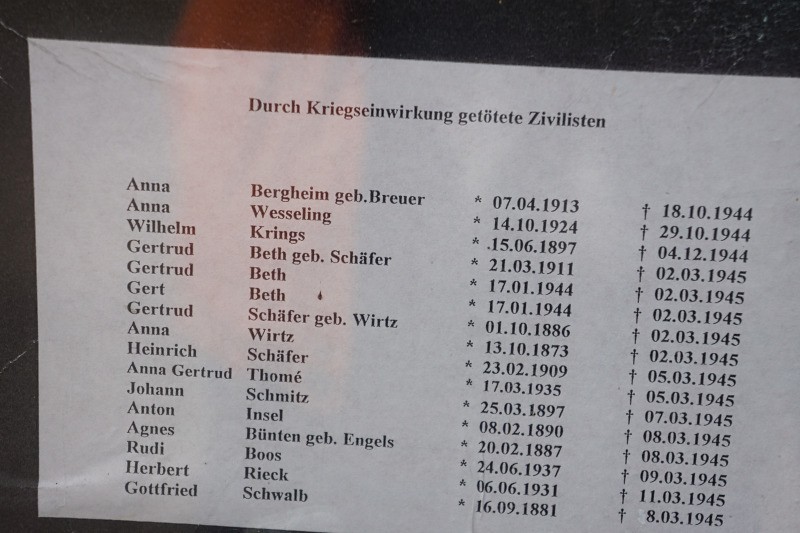 Durch Kriegseinwirkung getötete Zivilisten
Anna Bergheim geb.Breuer * 07.04.1913 † 18.10.1944
Anna Wesseling * 14.10.1924 † 29.10.1944
Wilhelm Krings * 15.06.1897 † 04.12.1944
Gertrud Beth geb. Schäfer * 21.03.1911 † 02.03.1945
Gertrud Beth * 17.01.1944 † 02.03.1945
Gert Beth * 17.01.1944 † 02.03.1945
Gertrud Schäfer geb. Wirtz * 01.10.1886 † 02.03.1945
Anna Wirtz * 13.10.1873 † 02.03.1945
Heinrich Schäfer * 23.02.1909 † 05.03.1945
Anna Gertrud Thomé * 17.03.1935 † 05.03.1945
Johann Schmitz * 25.03.1897 † 07.03.1945
Anton Insel * 08.02.1890 † 08.03.1945
Agnes Bünten geb. Engels * 20.02.1887 † 08.03.1945
Rudi Boos * 24.06.1937 † 09.03.1945
Herbert Rieck * 06.06.1931 † 11.03.1945
Gottfried Schwalb * 16.09.1881 † 8.03.1945